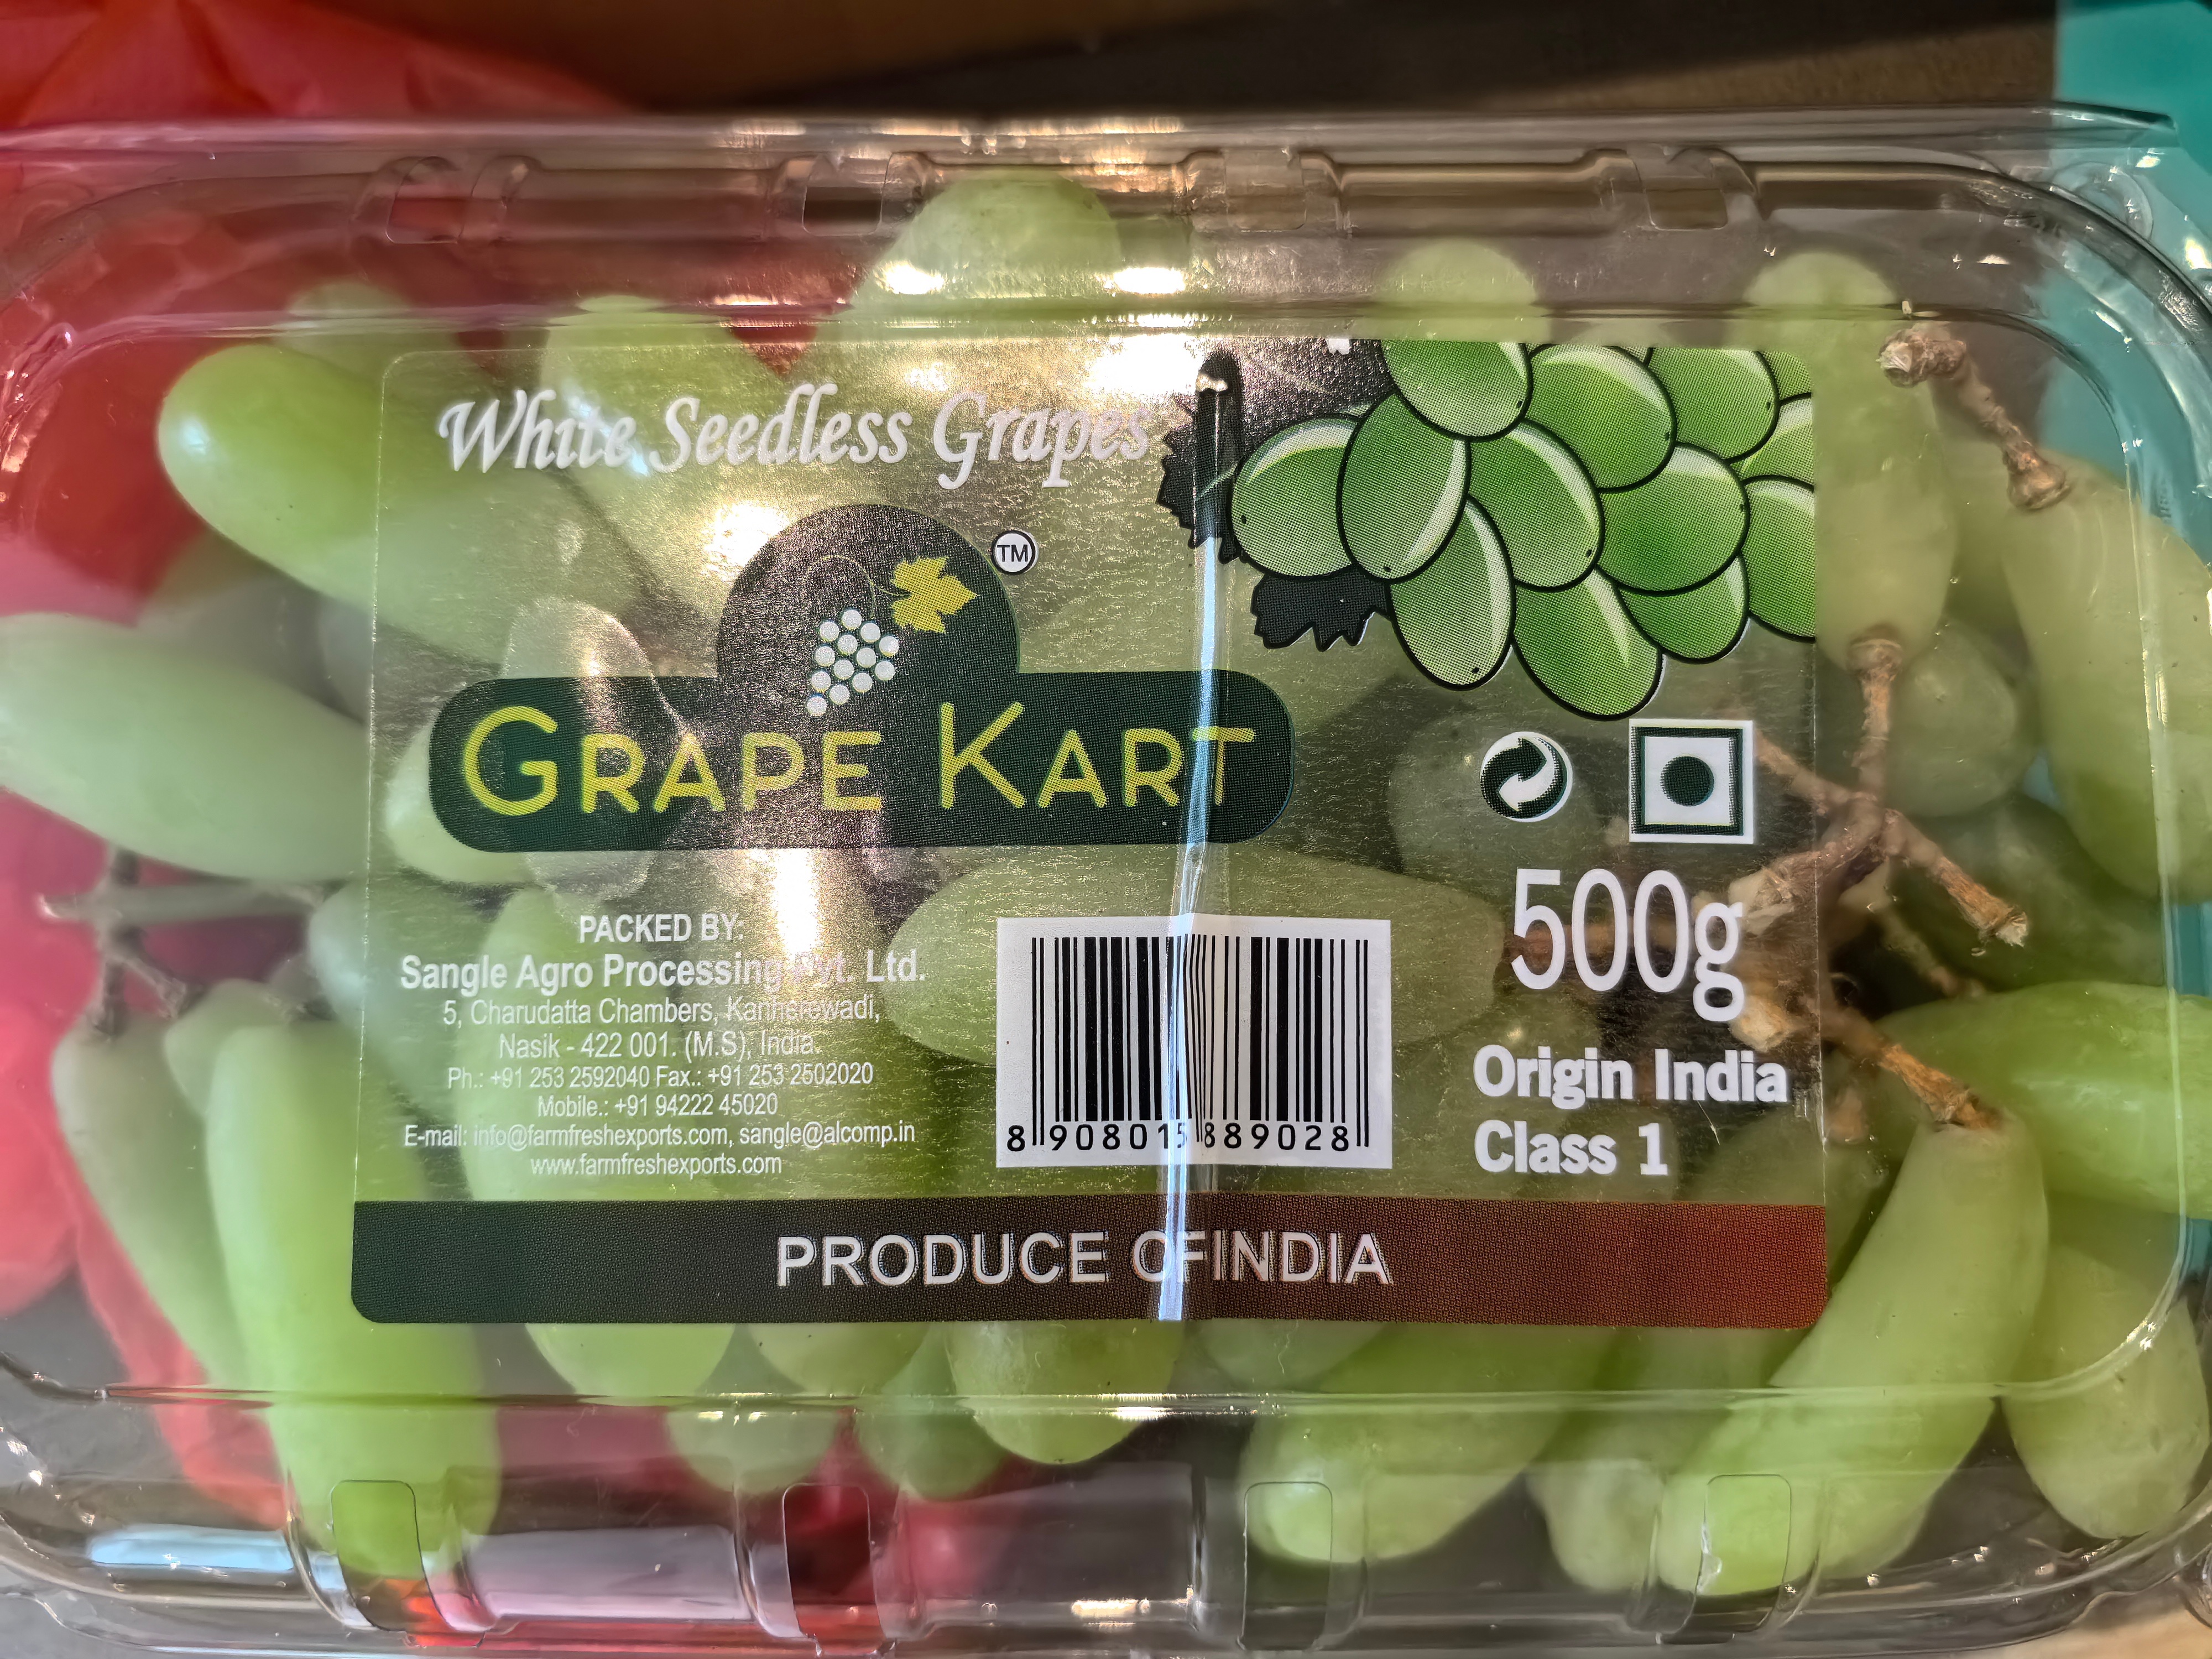 White Seedless Grapes
TM
GRAPE KART
PACKED BY:
Sangle Agro Processing Pvt. Ltd.
5, Charudatta Chambers, Kanherewadi,
Nasik - 422 001. (M.S), India.
Ph.: +91 253 2592040 Fax.: +91 253 2502020
Mobile.: +91 94222 45020
E-mail: info@farmfreshexports.com, sangle@alcomp.in
www.farmfreshexports.com
8 908015 889028
500g
Origin India
Class 1
PRODUCE OF INDIA